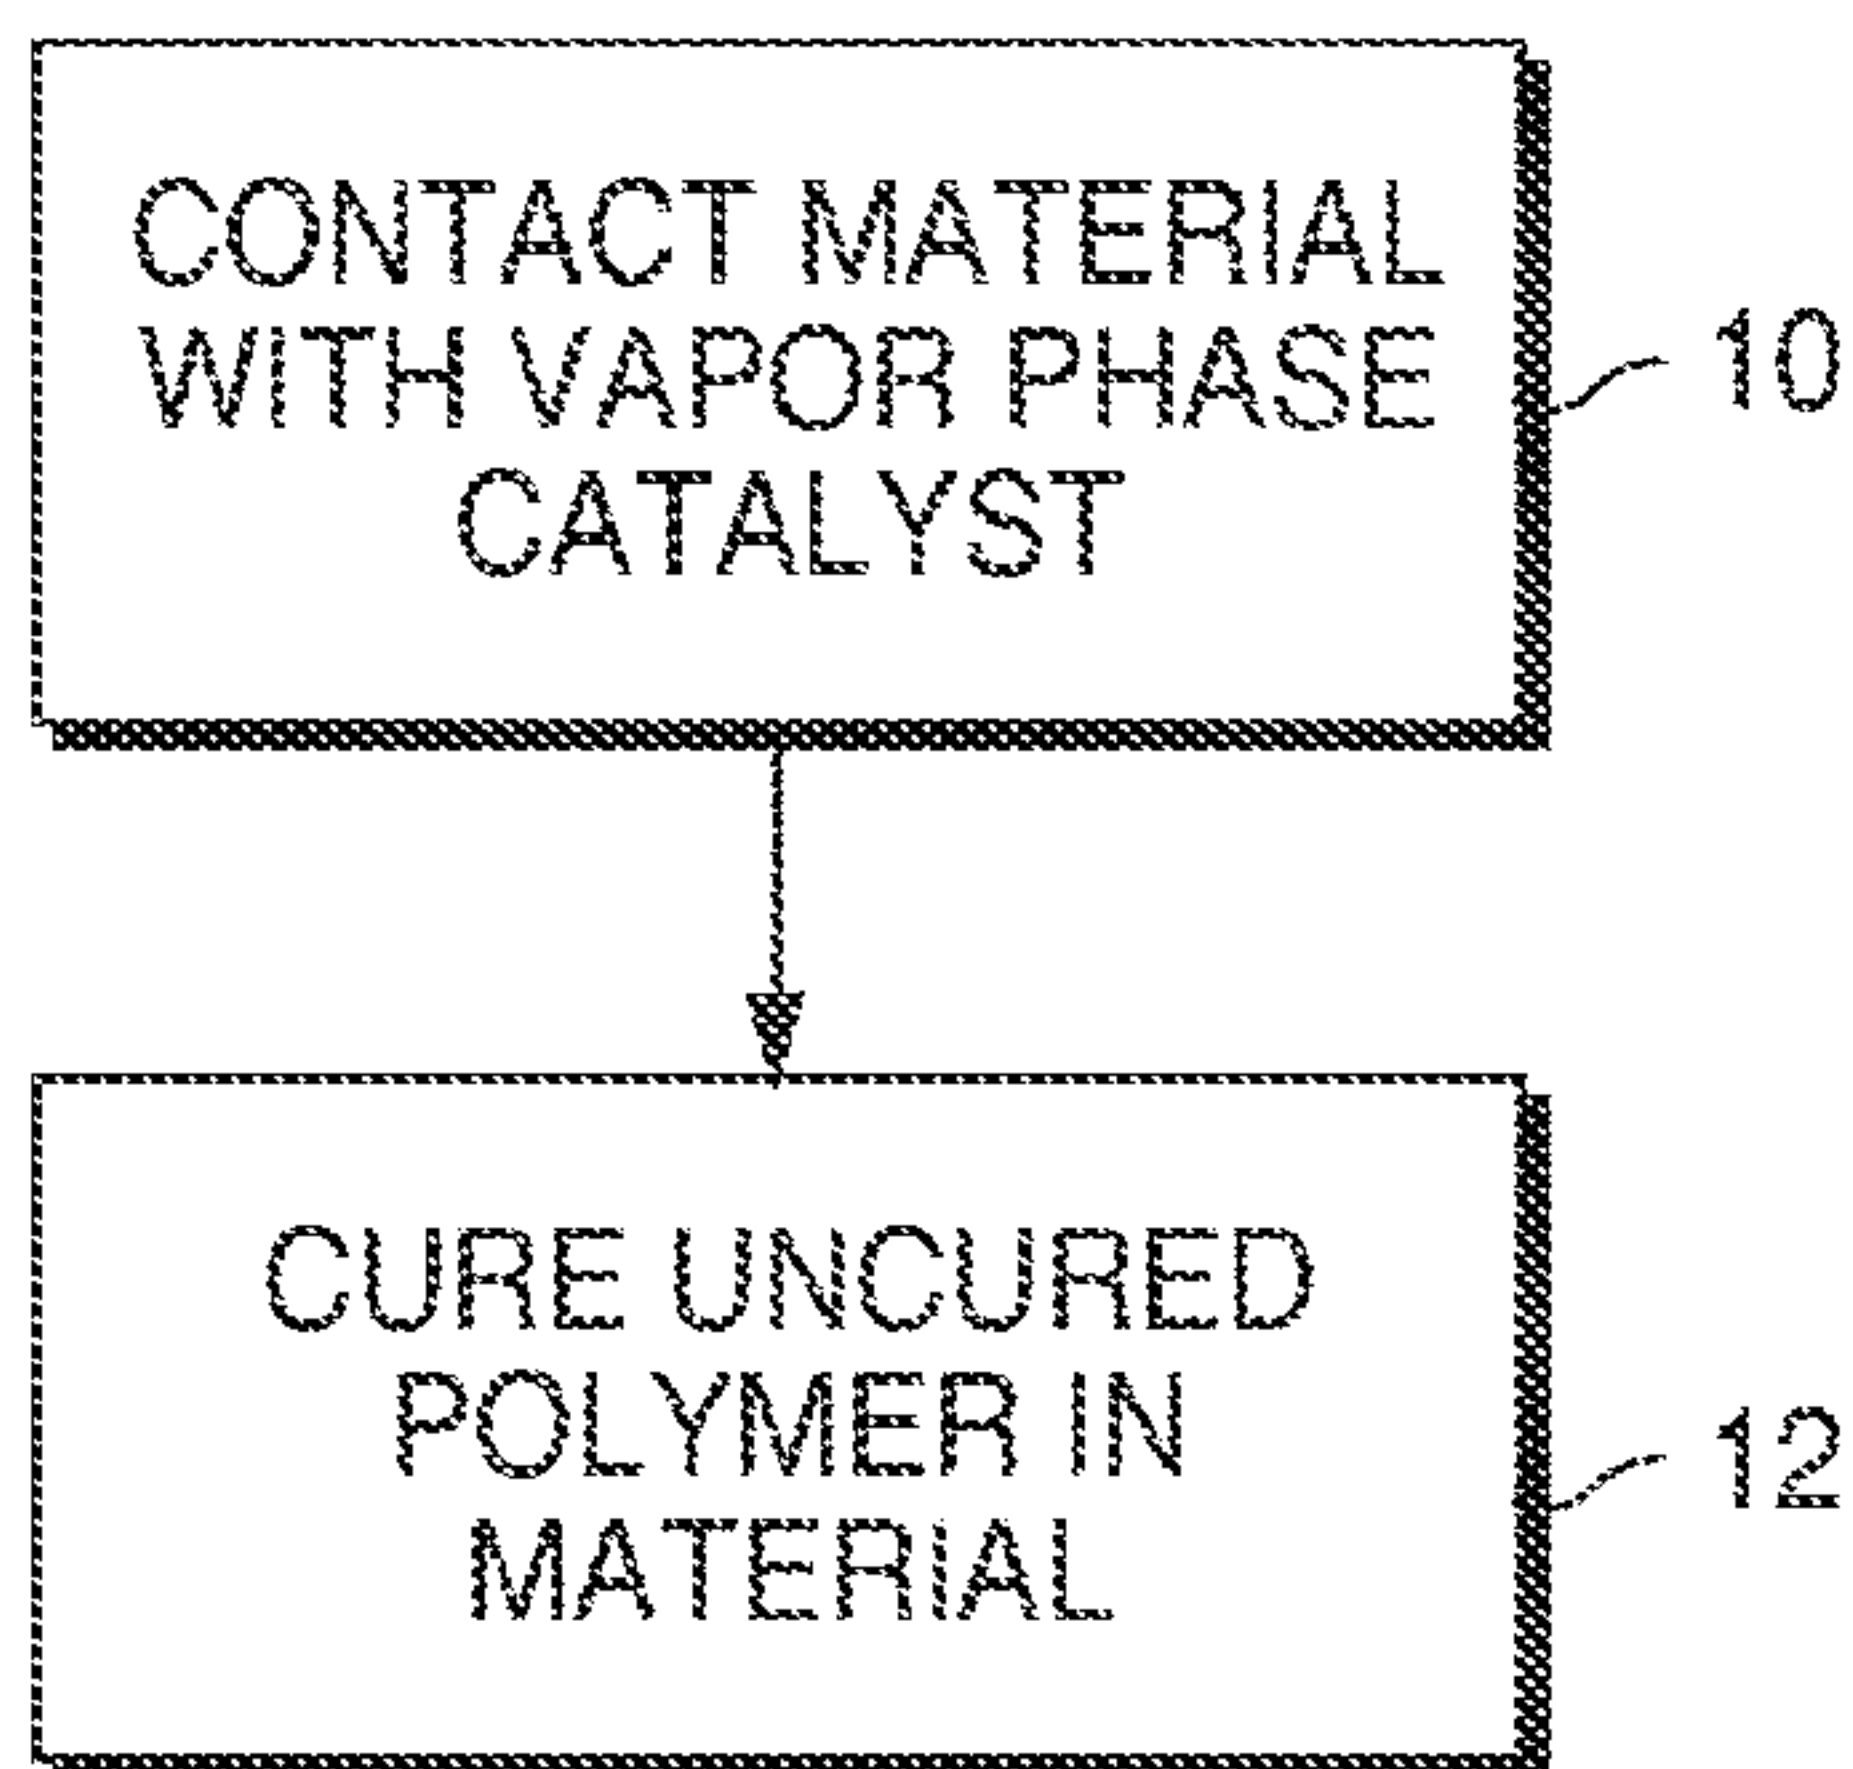 CONTACT MATERIAL
WITH VAPOR PHASE
CATALYST
10
CURE UNCURED
POLYMER IN
MATERIAL
12